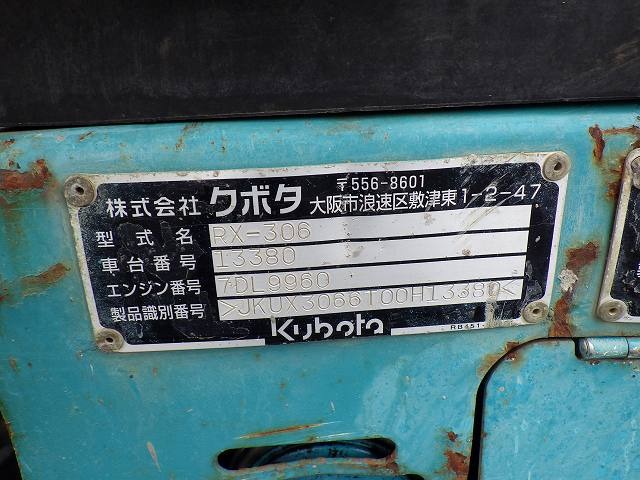 〒556-8601
株式会社 クボタ 大阪市浪速区敷津東1-2-47
型式名 RX-306
車台番号 13380
エンジン番号 7DL9960
製品識別番号 >JKUX3066T00H13380<
Kubota
RB451-